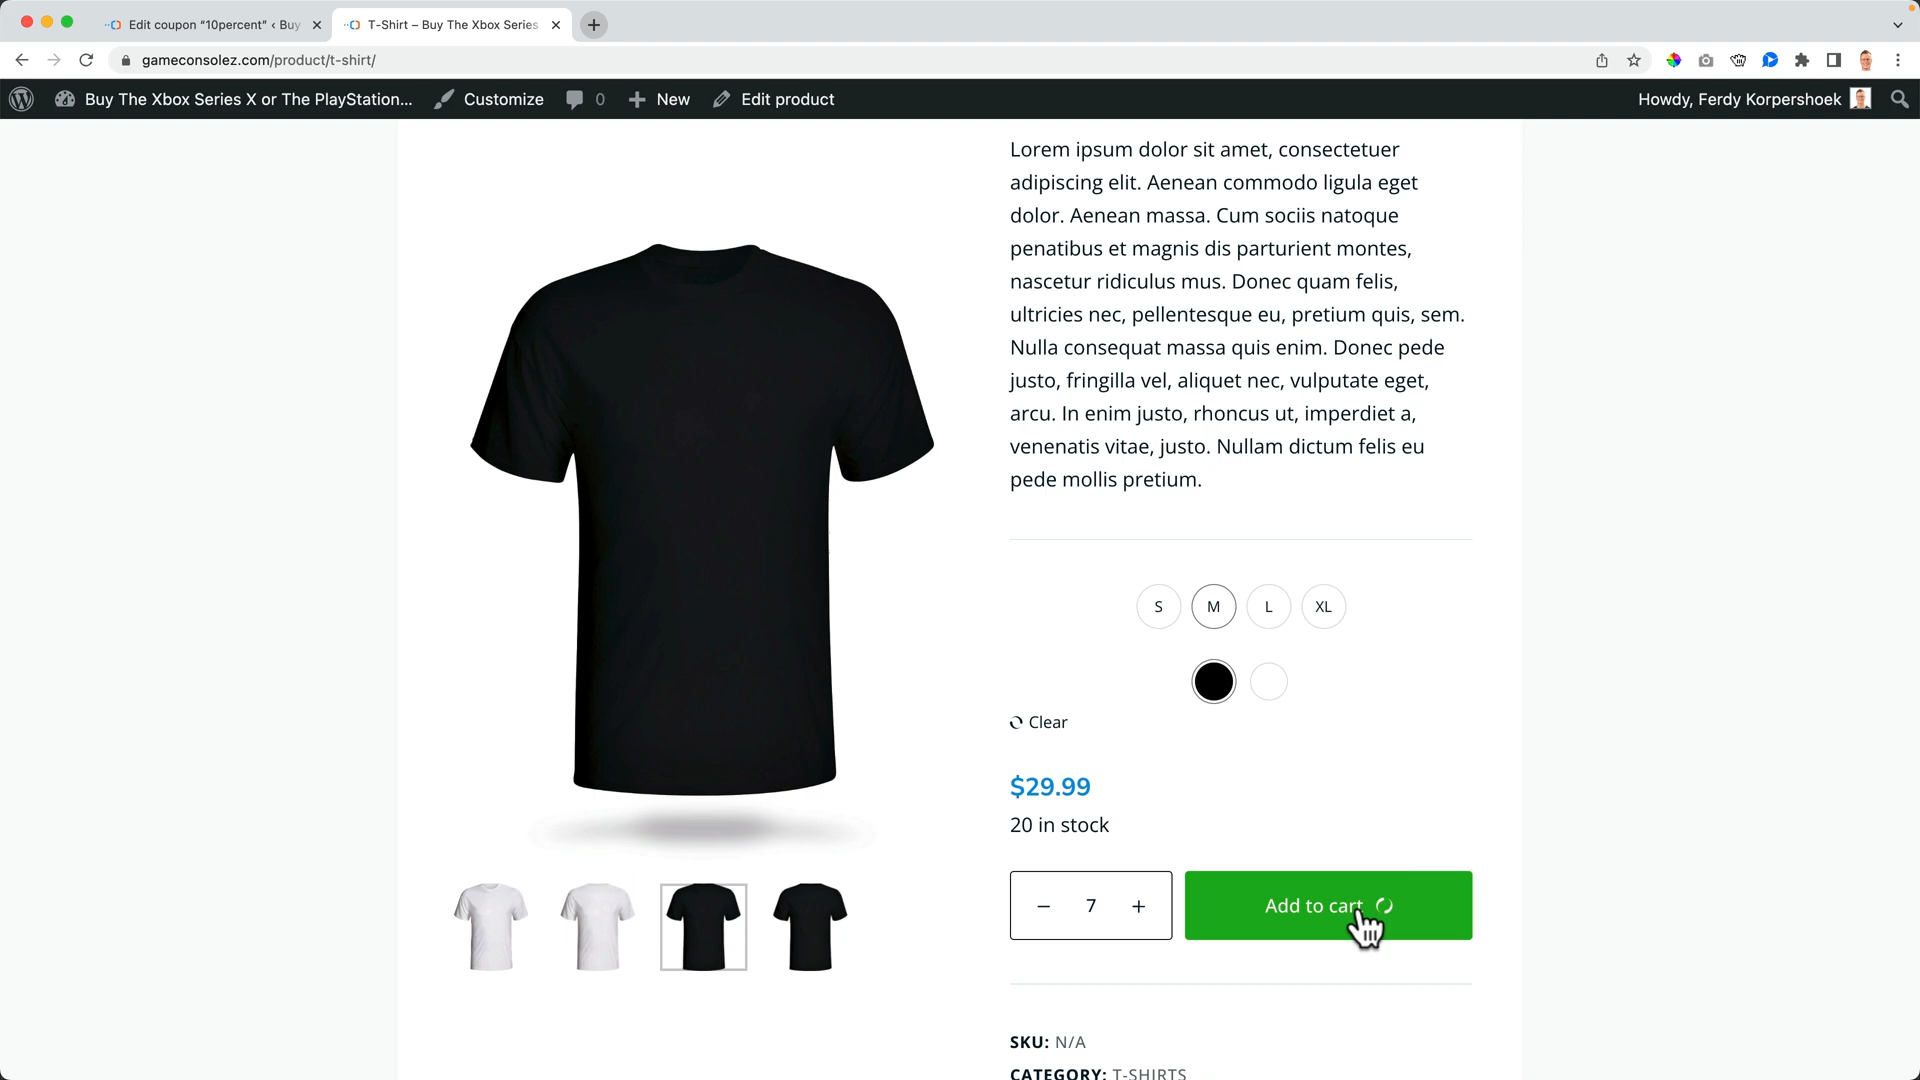 Edit coupon “10percent” ‹ Buy
T-Shirt – Buy The Xbox Series
gameconsolez.com/product/t-shirt/
Buy The Xbox Series X or The PlayStation...
Customize
0
New
Edit product
Howdy, Ferdy Korpershoek
Lorem ipsum dolor sit amet, consectetuer
adipiscing elit. Aenean commodo ligula eget
dolor. Aenean massa. Cum sociis natoque
penatibus et magnis dis parturient montes,
nascetur ridiculus mus. Donec quam felis,
ultricies nec, pellentesque eu, pretium quis, sem.
Nulla consequat massa quis enim. Donec pede
justo, fringilla vel, aliquet nec, vulputate eget,
arcu. In enim justo, rhoncus ut, imperdiet a,
venenatis vitae, justo. Nullam dictum felis eu
pede mollis pretium.
S M L XL
Clear
$29.99
20 in stock
− 7 +
Add to cart
SKU: N/A
CATEGORY: T-SHIRTS